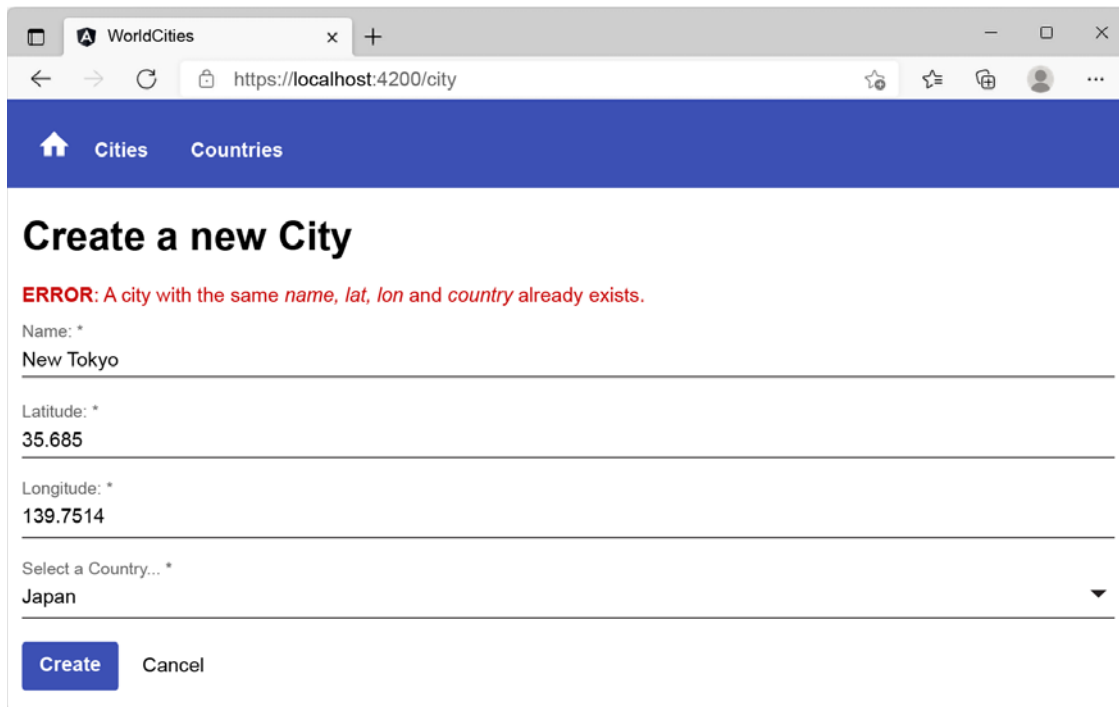 WorldCities
https://localhost:4200/city
Cities Countries
Create a new City
ERROR: A city with the same name, lat, lon and country already exists.
Name: *
New Tokyo
Latitude: *
35.685
Longitude: *
139.7514
Select a Country... *
Japan
Create Cancel